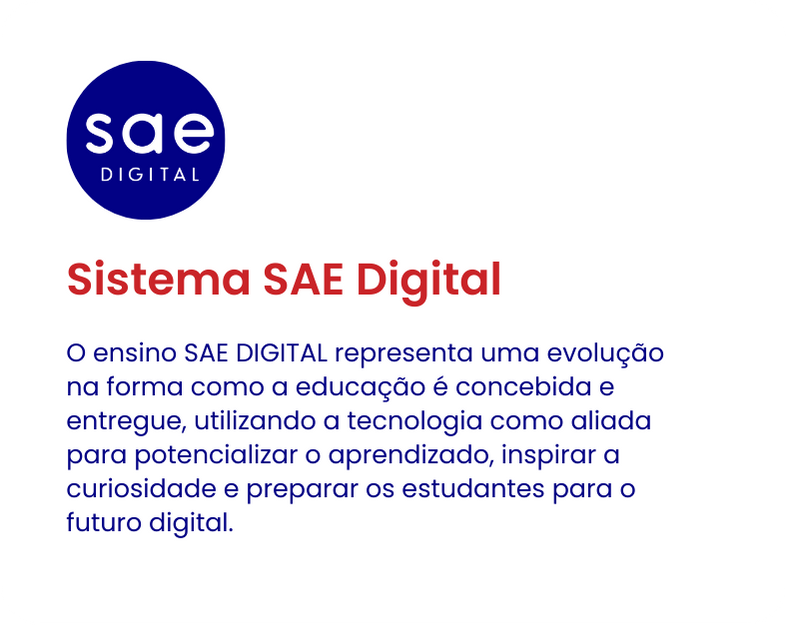 sae
DIGITAL
Sistema SAE Digital
O ensino SAE DIGITAL representa uma evolução
na forma como a educação é concebida e
entregue, utilizando a tecnologia como aliada
para potencializar o aprendizado, inspirar a
curiosidade e preparar os estudantes para o
futuro digital.